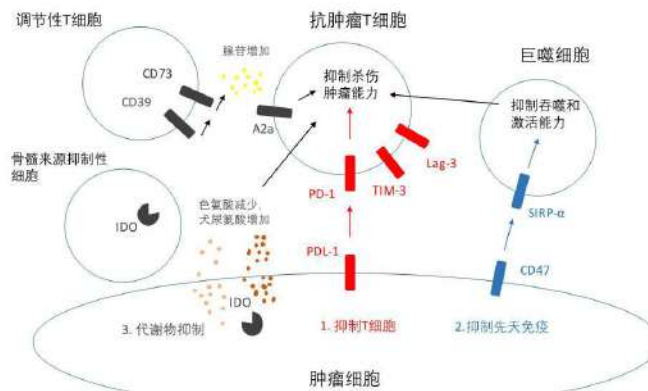 调节性T细胞
抗肿瘤T细胞
巨噬细胞
腺苷增加
CD73
CD39
A2a
抑制杀伤
肿瘤能力
抑制吞噬和
激活能力
Lag-3
TIM-3
PD-1
SIRP-α
骨髓来源抑制性
细胞
IDO
色氨酸减少,
犬尿氨酸增加
PDL-1
CD47
IDO
3. 代谢物抑制
1. 抑制T细胞
2.抑制先天免疫
肿瘤细胞